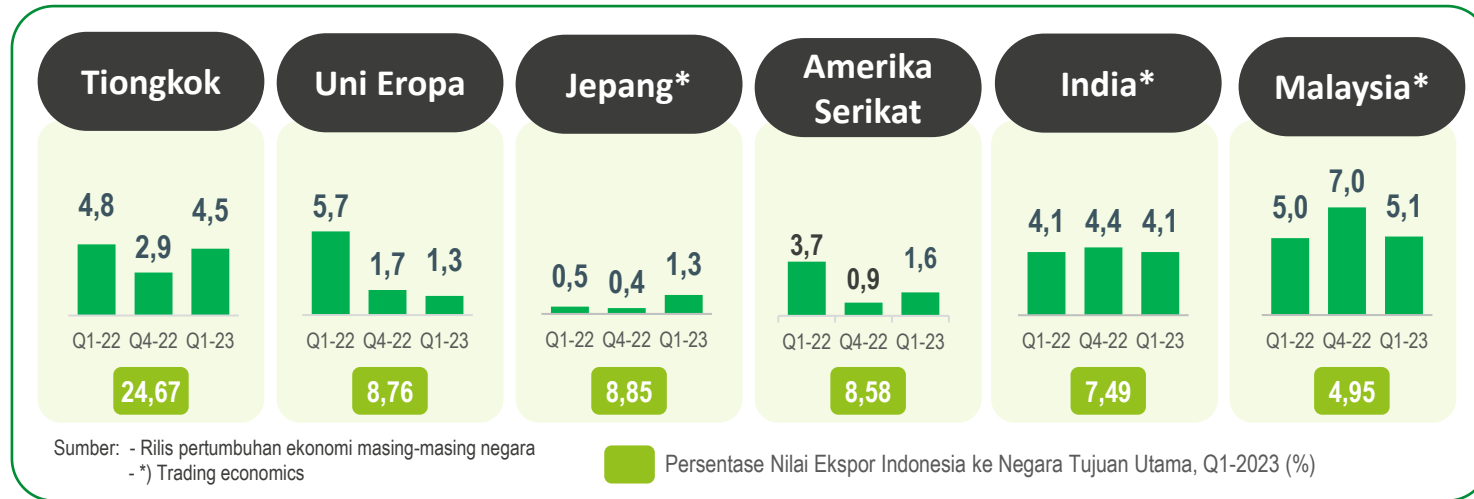 Tiongkok
4,8
2,9
4,5
Q1-22 Q4-22 Q1-23
24,67
Uni Eropa
5,7
1,7
1,3
Q1-22 Q4-22 Q1-23
8,76
Jepang*
0,5
0,4
1,3
Q1-22 Q4-22 Q1-23
8,85
Amerika
Serikat
3,7
0,9
1,6
Q1-22 Q4-22 Q1-23
8,58
India*
4,1
4,4
4,1
Q1-22 Q4-22 Q1-23
7,49
Malaysia*
5,0
7,0
5,1
Q1-22 Q4-22 Q1-23
4,95
Sumber: - Rilis pertumbuhan ekonomi masing-masing negara
- *) Trading economics
Persentase Nilai Ekspor Indonesia ke Negara Tujuan Utama, Q1-2023 (%)